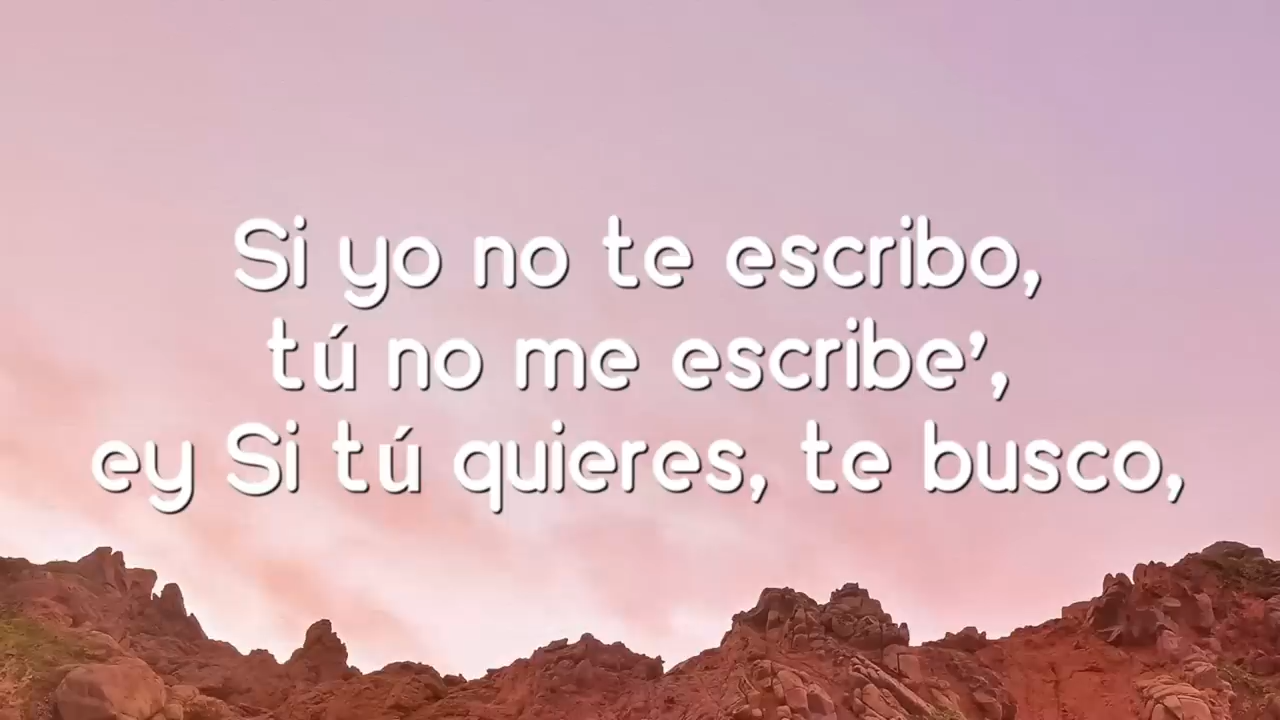 Si yo no te escribo,
tú no me escribe',
ey Si tú quieres, te busco,